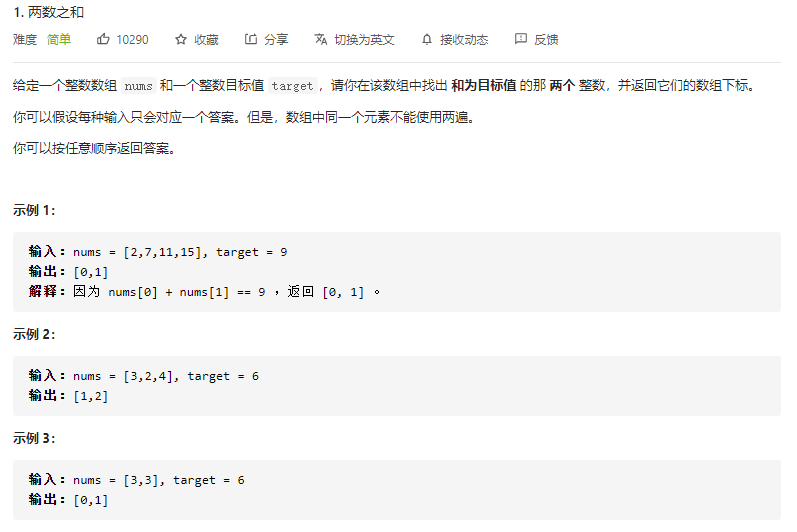 1. 两数之和
难度 简单 10290 收藏 分享 切换为英文 接收动态 反馈
给定一个整数数组 nums 和一个整数目标值 target，请你在该数组中找出 和为目标值 的那 两个 整数，并返回它们的数组下标。
你可以假设每种输入只会对应一个答案。但是，数组中同一个元素不能使用两遍。
你可以按任意顺序返回答案。
示例 1：
输入：nums = [2,7,11,15], target = 9
输出：[0,1]
解释：因为 nums[0] + nums[1] == 9 ，返回 [0, 1] 。
示例 2：
输入：nums = [3,2,4], target = 6
输出：[1,2]
示例 3：
输入：nums = [3,3], target = 6
输出：[0,1]